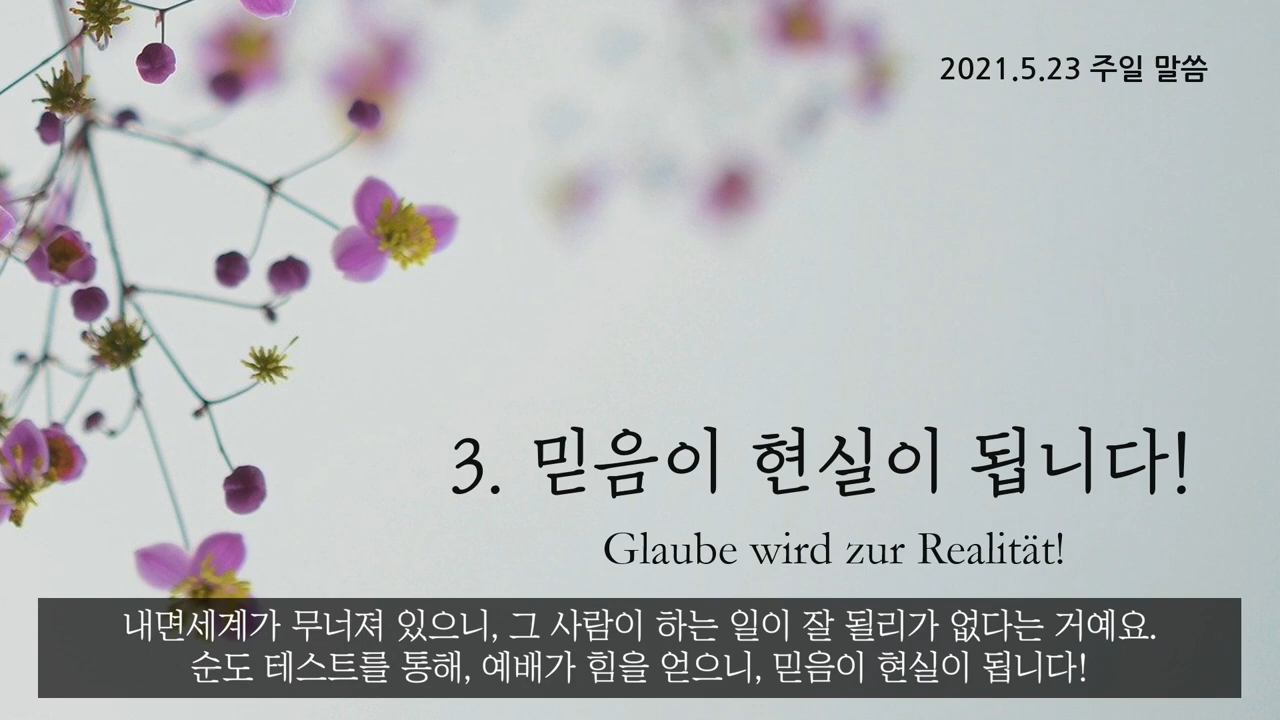 2021.5.23 주일 말씀
3. 믿음이 현실이 됩니다!
Glaube wird zur Realität!
내면세계가 무너져 있으니, 그 사람이 하는 일이 잘 될리가 없다는 거예요.
순도 테스트를 통해, 예배가 힘을 얻으니, 믿음이 현실이 됩니다!